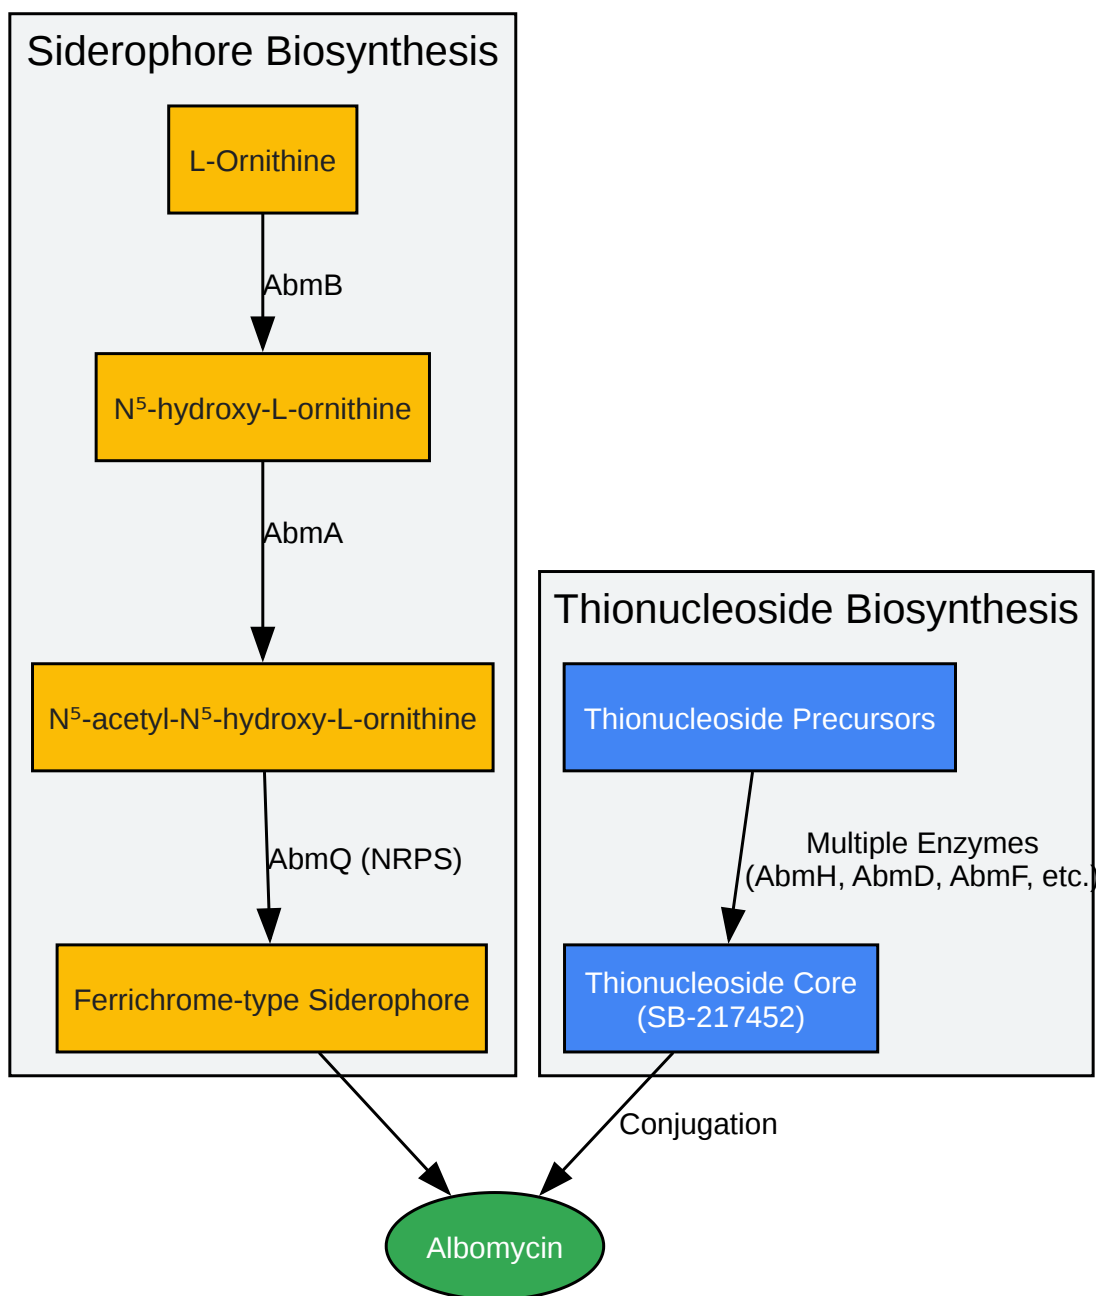 Siderophore Biosynthesis
L-Ornithine
AbmB
N⁵-hydroxy-L-ornithine
AbmA
N⁵-acetyl-N⁵-hydroxy-L-ornithine
AbmQ (NRPS)
Ferrichrome-type Siderophore
Thionucleoside Biosynthesis
Thionucleoside Precursors
Multiple Enzymes
(AbmH, AbmD, AbmF, etc.)
Thionucleoside Core
(SB-217452)
Conjugation
Albomycin